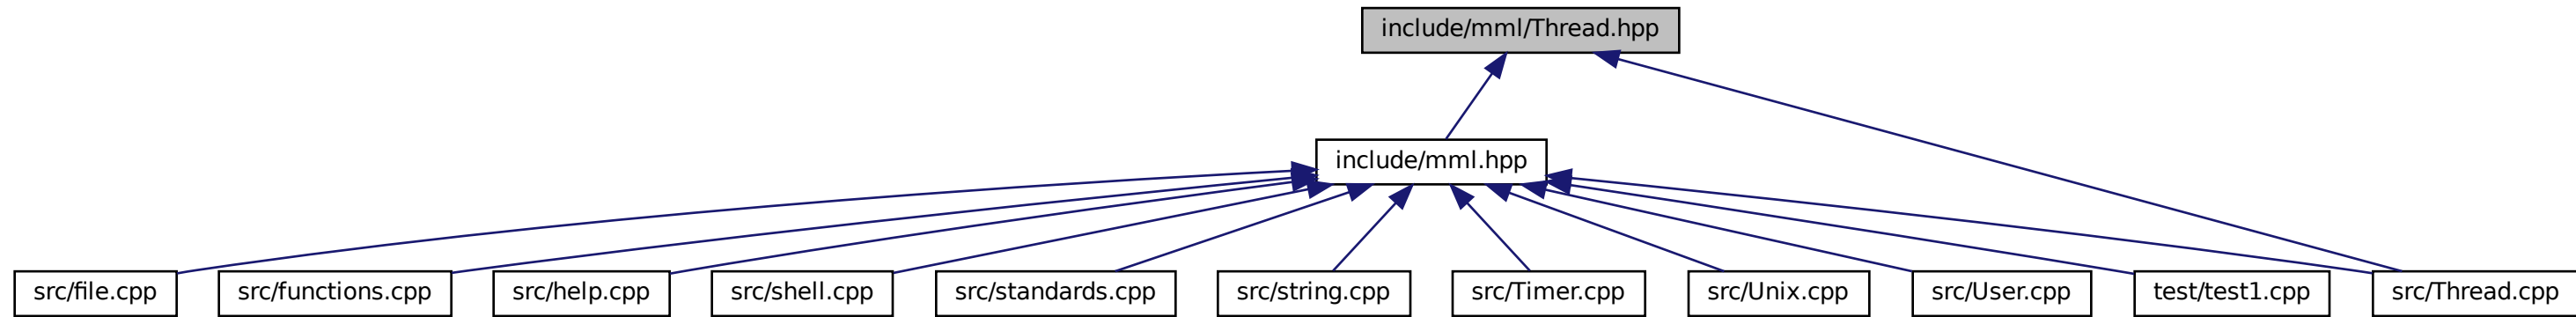 include/mml/Thread.hpp
include/mml.hpp
src/file.cpp
src/functions.cpp
src/help.cpp
src/shell.cpp
src/standards.cpp
src/string.cpp
src/Timer.cpp
src/Unix.cpp
src/User.cpp
test/test1.cpp
src/Thread.cpp